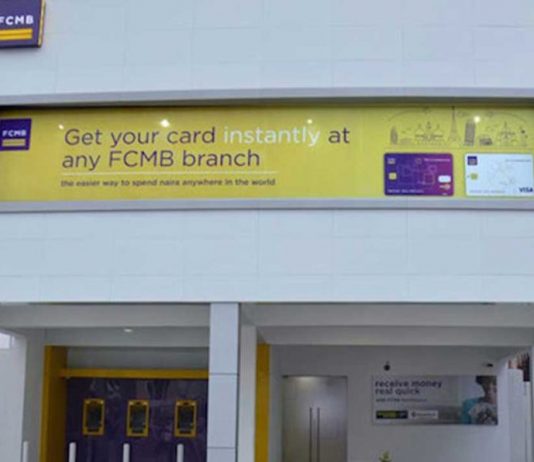 FCMB
FCMB
Get your card instantly at
any FCMB branch
the easier way to spend naira anywhere in the world
VISA
receive money
real quick